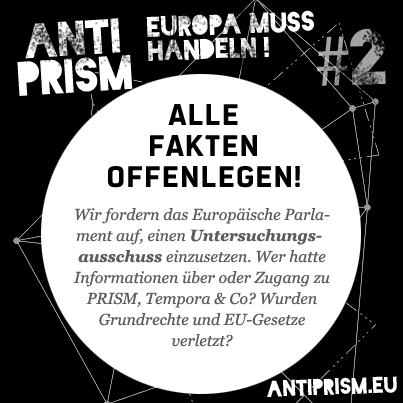 ANTI
PRISM
EUROPA MUSS
HANDELN!
#2
ALLE
FAKTEN
OFFENLEGEN!
Wir fordern das Europäische Parla-
ment auf, einen Untersuchungs-
ausschuss einzusetzen. Wer hatte
Informationen über oder Zugang zu
PRISM, Tempora & Co? Wurden
Grundrechte und EU-Gesetze
verletzt?
ANTIPRISM.EU